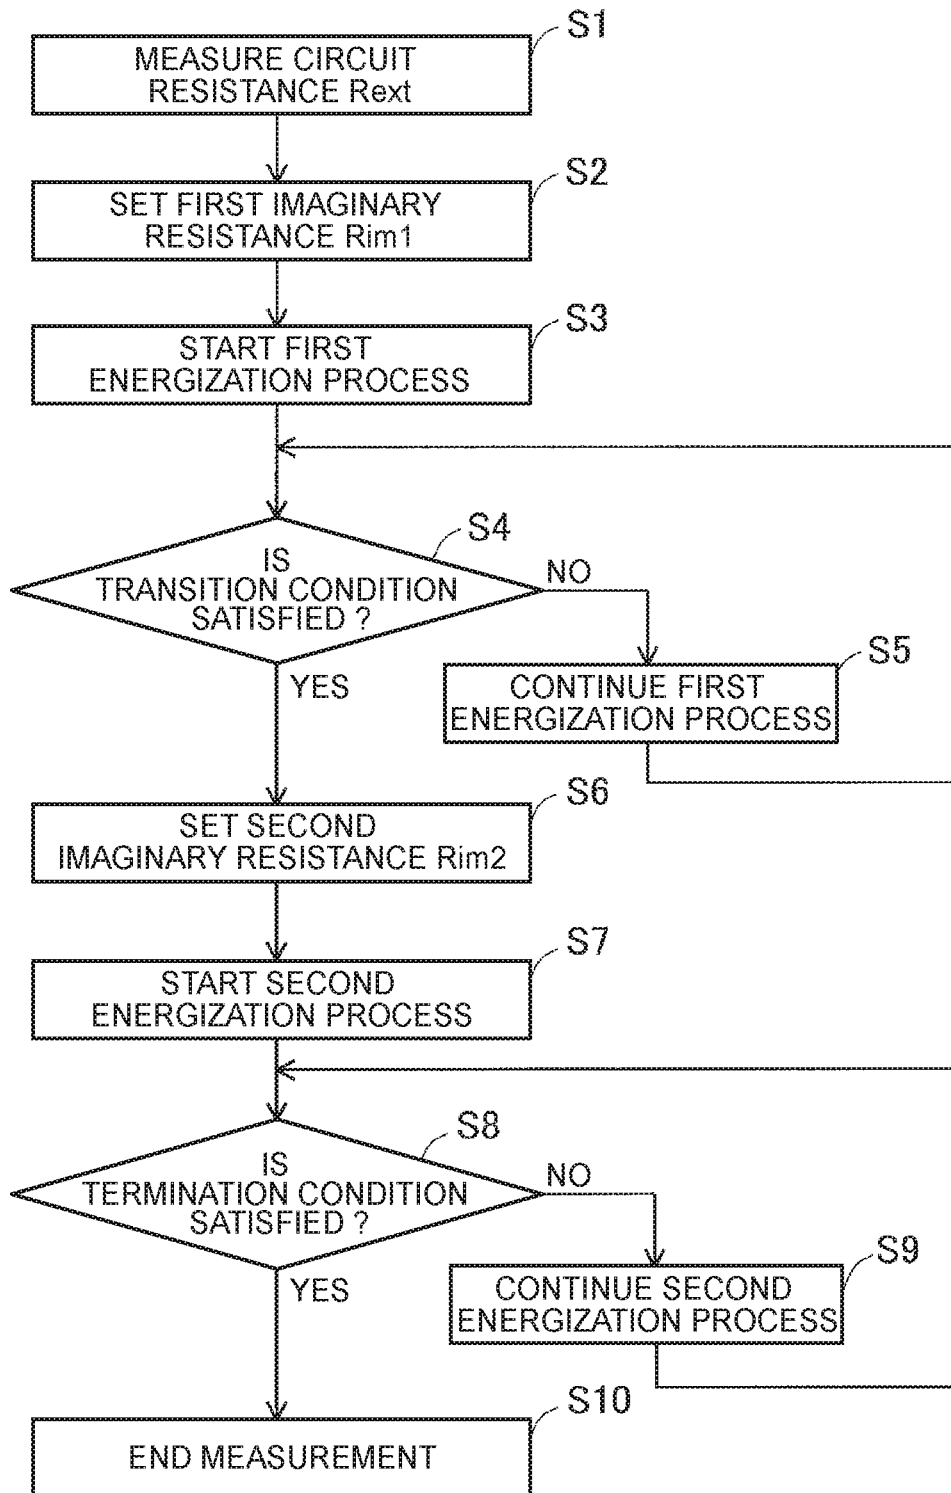 S1
MEASURE CIRCUIT
RESISTANCE Rext
S2
SET FIRST IMAGINARY
RESISTANCE Rim1
S3
START FIRST
ENERGIZATION PROCESS
S4
IS
TRANSITION CONDITION
SATISFIED ?
NO
YES
S5
CONTINUE FIRST
ENERGIZATION PROCESS
S6
SET SECOND
IMAGINARY RESISTANCE Rim2
S7
START SECOND
ENERGIZATION PROCESS
S8
IS
TERMINATION CONDITION
SATISFIED ?
NO
YES
S9
CONTINUE SECOND
ENERGIZATION PROCESS
S10
END MEASUREMENT